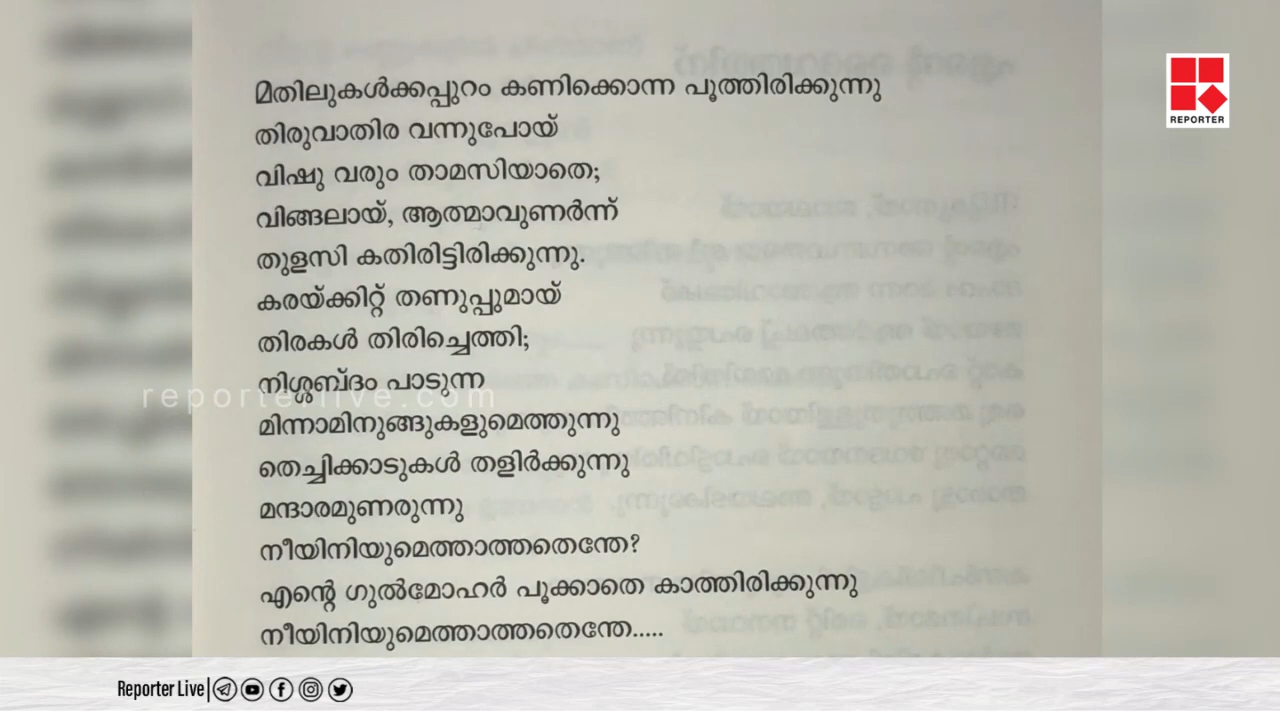 മതിലുകൾക്കപ്പുറം കണിക്കൊന്ന പൂത്തിരിക്കുന്നു
തിരുവാതിര വന്നുപോയ്
വിഷു വരും താമസിയാതെ;
വിങ്ങലായ്, ആത്മാവുണർന്ന്
തുളസി കതിരിട്ടിരിക്കുന്നു.
കരയ്ക്കിറ്റ് തണുപ്പുമായ്
തിരകൾ തിരിച്ചെത്തി;
നിശ്ശബ്ദം പാടുന്ന
മിന്നാമിനുങ്ങുകളുമെത്തുന്നു
തെച്ചിക്കാടുകൾ തളിർക്കുന്നു
മന്ദാരമുണരുന്നു
നീയിനിയുമെത്താത്തതെന്തേ?
എന്റെ ഗുൽമോഹർ പൂക്കാതെ കാത്തിരിക്കുന്നു
നീയിനിയുമെത്താത്തതെന്തേ.....
REPORTER
reporterlive.com
Reporter Live|